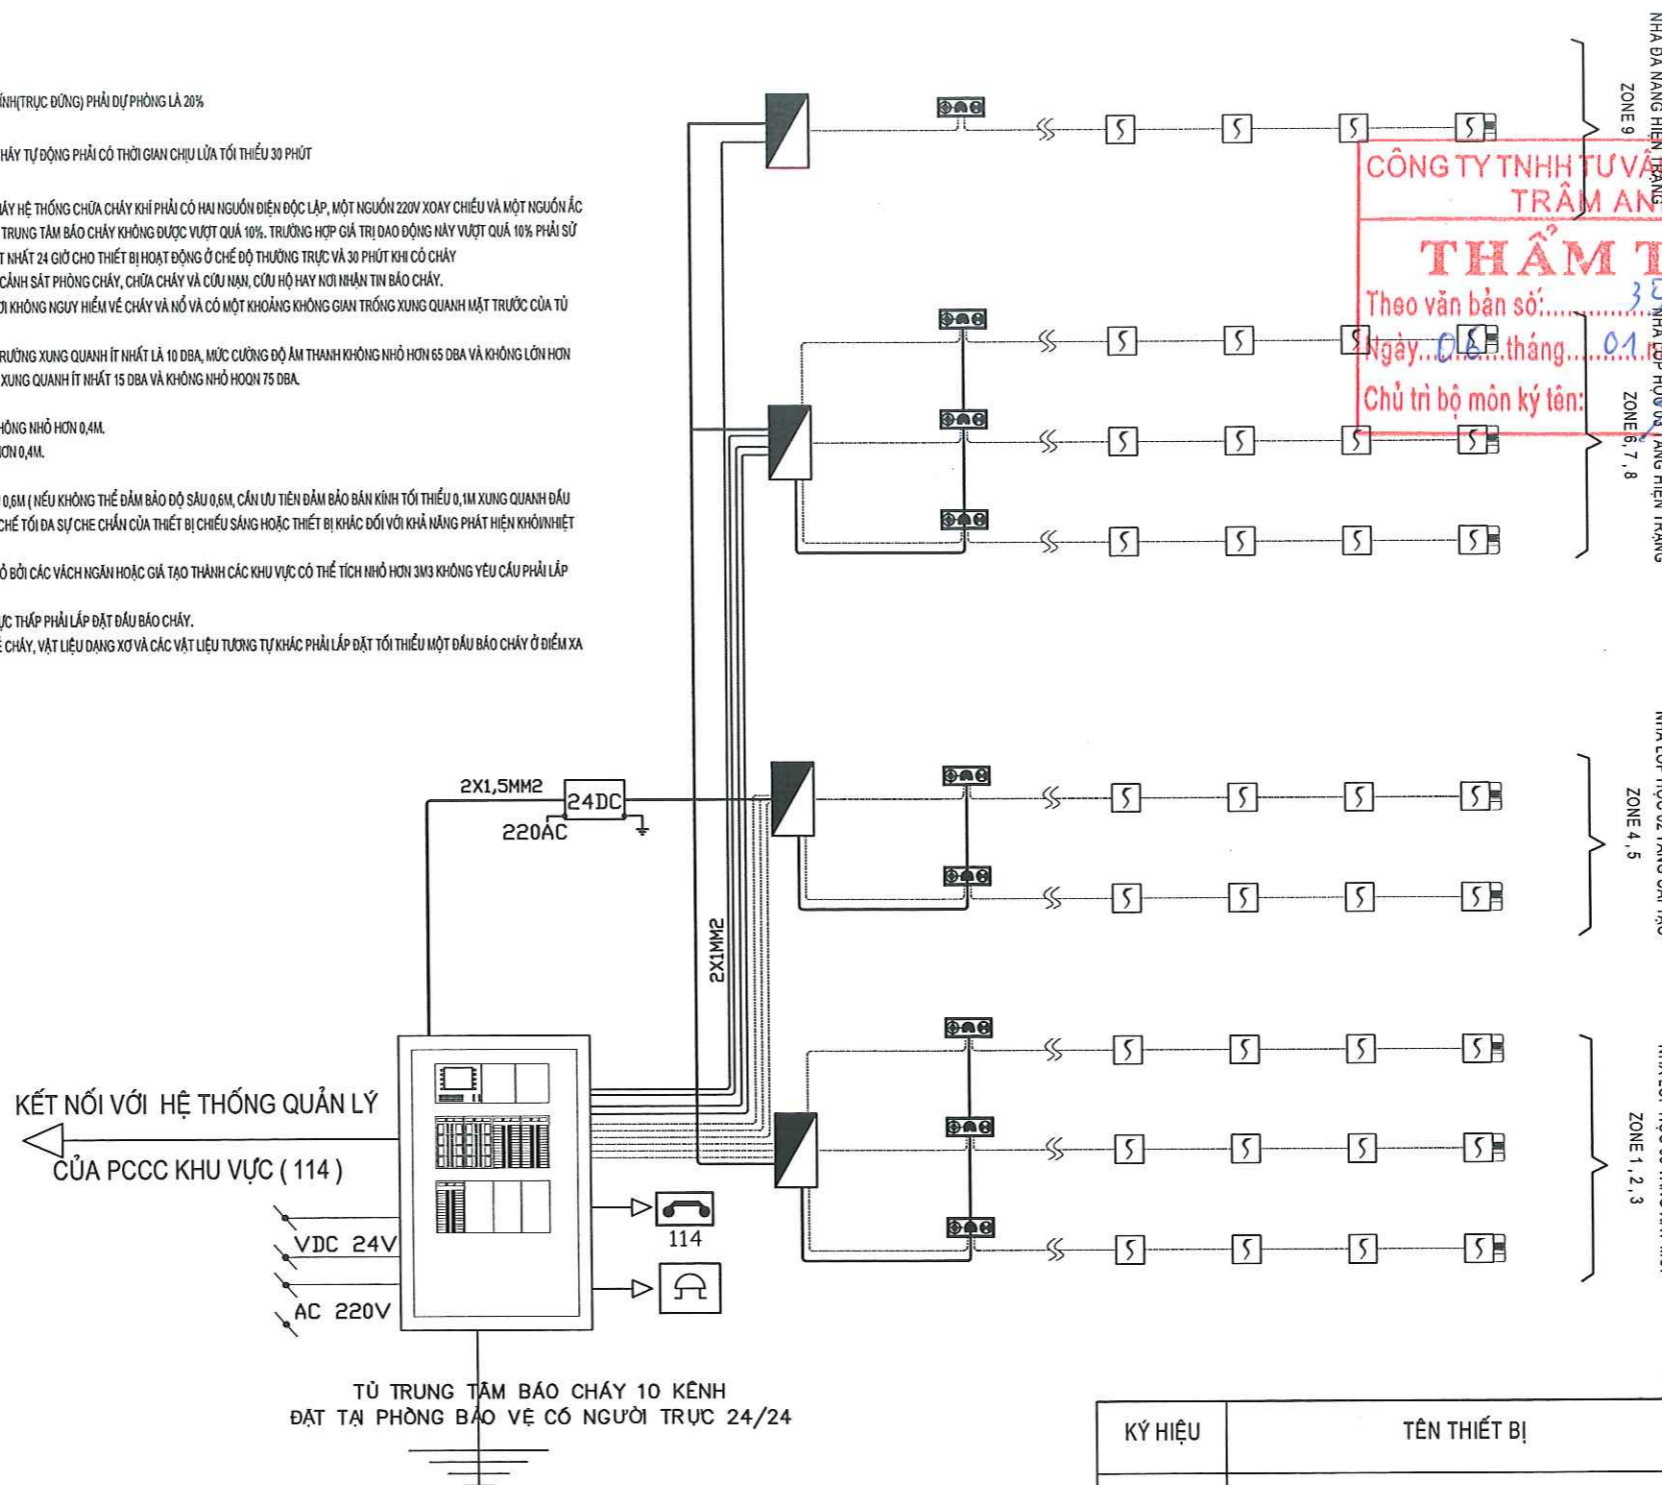 PHẢI DỰ PHÒNG LÀ 20%
TỰ ĐỘNG PHẢI CÓ THỜI GIAN CHỊU LỬA TỐI THIỂU 30 PHÚT
HỆ THỐNG CHỮA CHÁY KHÍ PHẢI CÓ HAI NGUỒN ĐIỆN ĐỘC LẬP, MỘT NGUỒN 220V XOAY CHIỀU VÀ MỘT NGUỒN ẮC
TRUNG TÂM BÁO CHÁY KHÔNG ĐƯỢC VƯỢT QUÁ 10%. TRƯỜNG HỢP GIÁ TRỊ DAO ĐỘNG NÀY VƯỢT QUÁ 10% PHẢI SỬ
NHẤT 24 GIỜ CHO THIẾT BỊ HOẠT ĐỘNG Ở CHẾ ĐỘ THƯỜNG TRỰC VÀ 30 PHÚT KHI CÓ CHÁY
CẢNH SÁT PHÒNG CHÁY, CHỮA CHÁY VÀ CỨU NẠN, CỨU HỘ HAY NƠI NHẬN TIN BÁO CHÁY.
KHÔNG NGUY HIỂM VỀ CHÁY VÀ NỔ VÀ CÓ MỘT KHOẢNG KHÔNG GIAN TRỐNG XUNG QUANH MẶT TRƯỚC CỦA TỦ
XUNG QUANH ÍT NHẤT LÀ 10 DBA, MỨC CƯỜNG ĐỘ ÂM THANH KHÔNG NHỎ HƠN 65 DBA VÀ KHÔNG LỚN HƠN
XUNG QUANH ÍT NHẤT 15 DBA VÀ KHÔNG NHỎ HOQN 75 DBA.
NHỎ HƠN 0,4M.
0,4M.
0,6M ( NẾU KHÔNG THỂ ĐẢM BẢO ĐỘ SÂU 0,6M, CẦN ƯU TIÊN ĐẢM BẢO BÁN KÍNH TỐI THIỂU 0,1M XUNG QUANH ĐẦU
CHẾ TỐI ĐA SỰ CHE CHẮN CỦA THIẾT BỊ CHIẾU SÁNG HOẶC THIẾT BỊ KHÁC ĐỐI VỚI KHẢ NĂNG PHÁT HIỆN KHÓI/NHIỆT
BỞI CÁC VÁCH NGĂN HOẶC GIÁ TẠO THÀNH CÁC KHU VỰC CÓ THỂ TÍCH NHỎ HƠN 3M3 KHÔNG YÊU CẦU PHẢI LẮP
THẤP PHẢI LẮP ĐẶT ĐẦU BÁO CHÁY.
CHÁY, VẬT LIỆU DẠNG XƠ VÀ CÁC VẬT LIỆU TƯƠNG TỰ KHÁC PHẢI LẮP ĐẶT TỐI THIỂU MỘT ĐẦU BÁO CHÁY Ở ĐIỂM XA
NHÀ ĐA NĂNG HIỆN TRẠNG
ZONE 9
CÔNG TY TNHH TƯ
TRÂM
THẨM
Theo văn bản số:
Ngày 06 tháng 01
Chủ trì bộ môn ký tên:
NHÀ LỚP HỌC 03 TẦNG HIỆN TRẠNG
ZONE 6 , 7 , 8
ZONE 4 , 5
ZONE 1 , 2 , 3
2X1,5MM2
24DC
220AC
2X1MM2
KẾT NỐI VỚI HỆ THỐNG QUẢN LÝ
CỦA PCCC KHU VỰC ( 114 )
VDC 24V
AC 220V
114
TỦ TRUNG TÂM BÁO CHÁY 10 KÊNH
ĐẶT TẠI PHÒNG BẢO VỆ CÓ NGƯỜI TRỰC 24/24
KÝ HIỆU
TÊN THIẾT BỊ